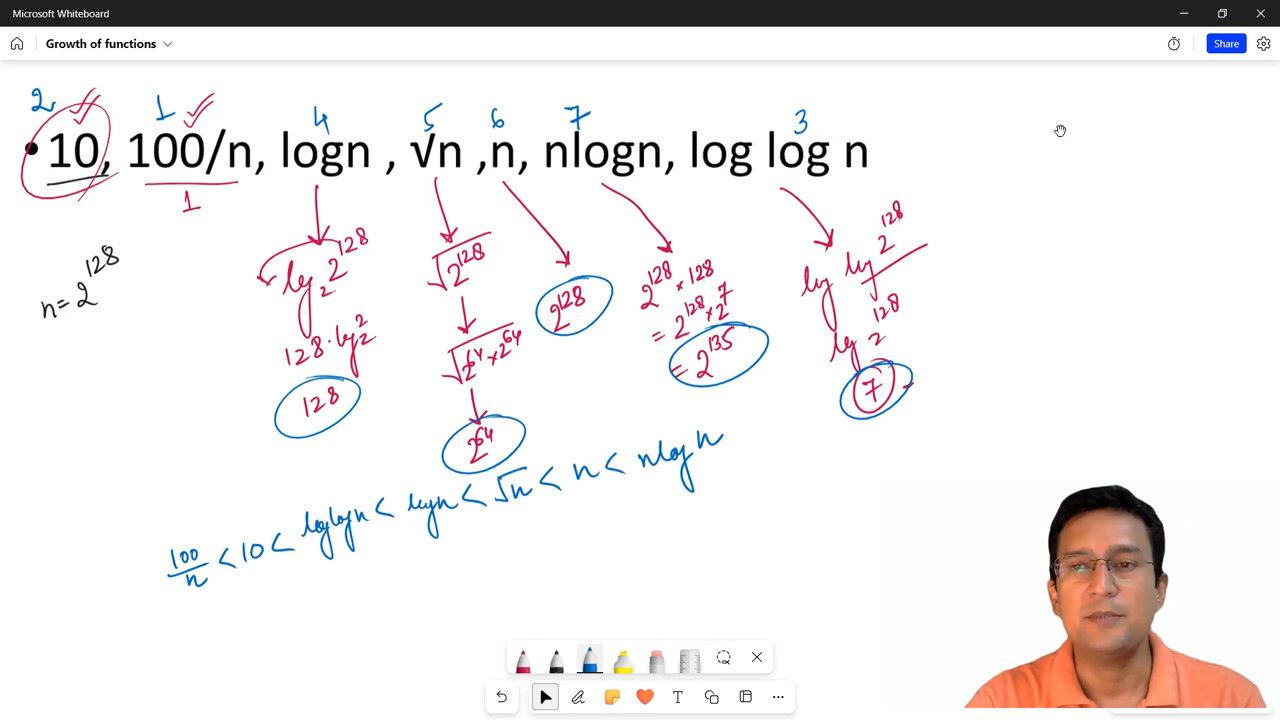 Microsoft Whiteboard
Growth of functions
Share
2 1 4 5 6 7 3
• 10, 100/n, logn , √n ,n, nlogn, log log n
1
n = 2^128
log₂ 2^128
128 · log₂ 2
128
√2^128
√2^64 × 2^64
2^64
2^128
2^128 × 128
= 2^128 × 2^7
= 2^135
log log 2^128
log 2^128
7
100/n < 10 < loglogn < logn < √n < n < nlogn
T